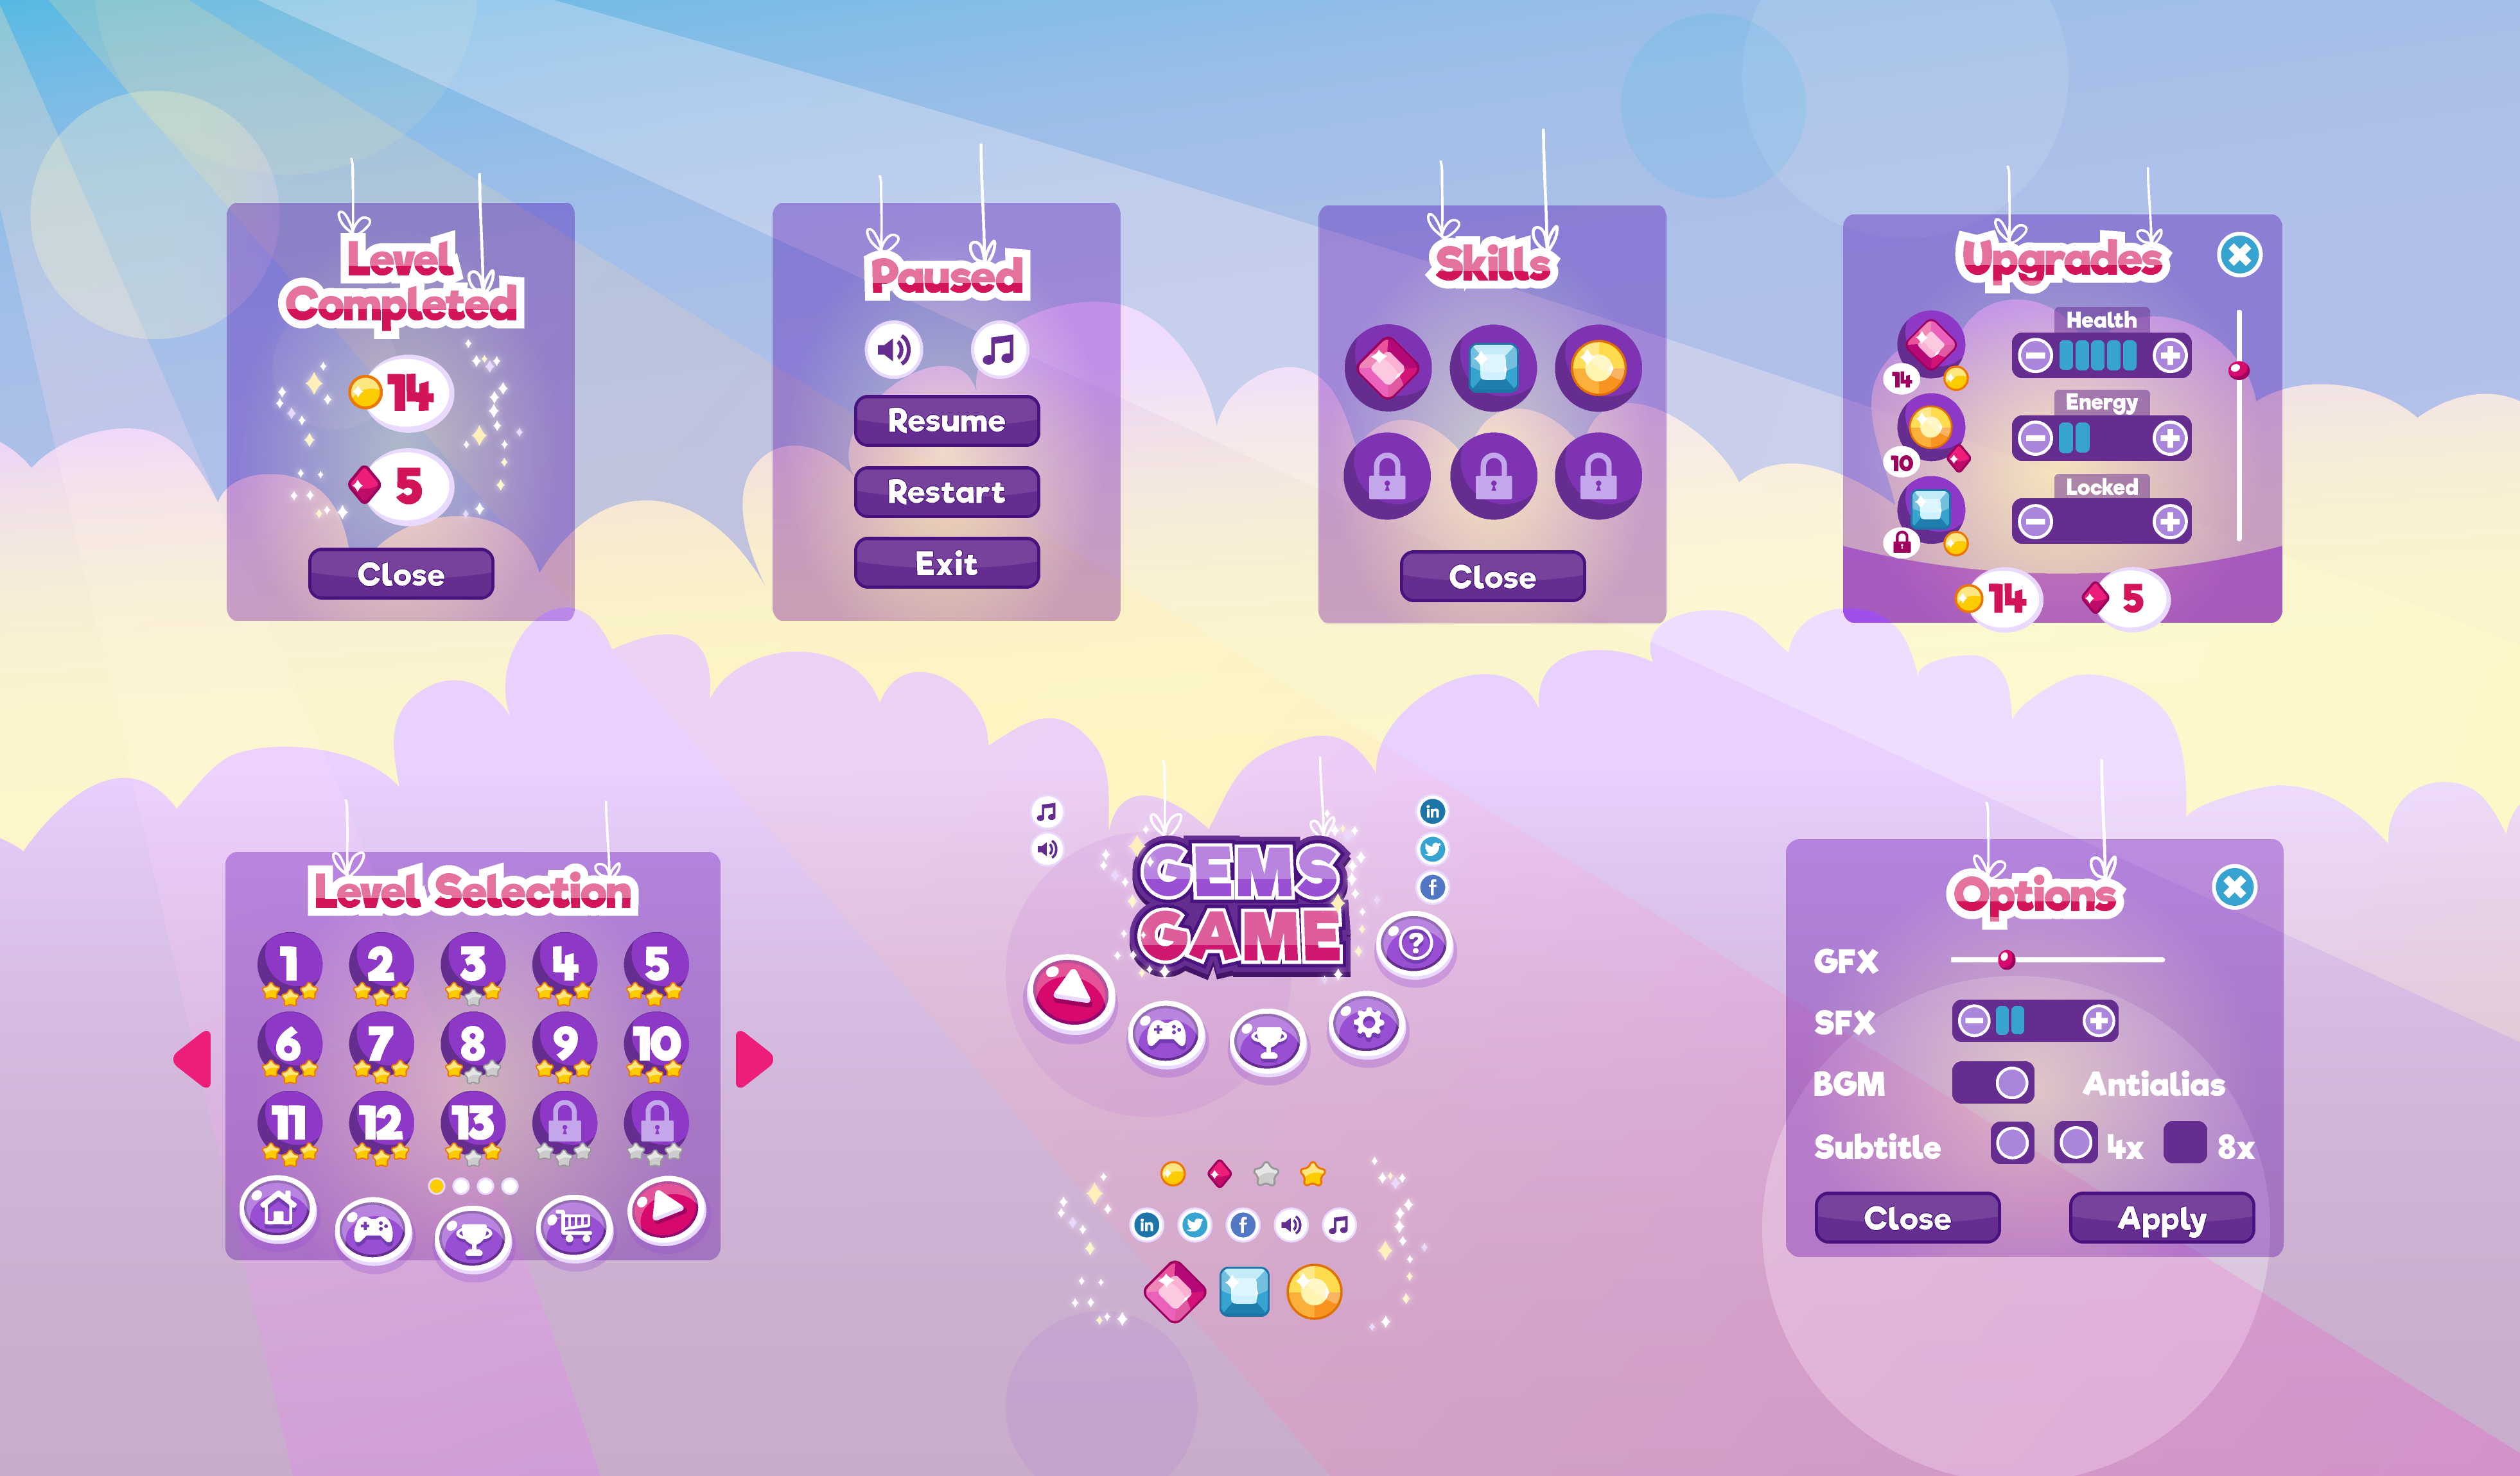 Level
Completed
14
5
Close
Paused
Resume
Restart
Exit
Skills
Close
Upgrades
Health
14
Energy
10
Locked
14 5
Level Selection
1 2 3 4 5
6 7 8 9 10
11 12 13
GEMS
GAME
?
in
f
in f
Options
GFX
SFX
BGM Antialias
Subtitle 4x 8x
Close Apply